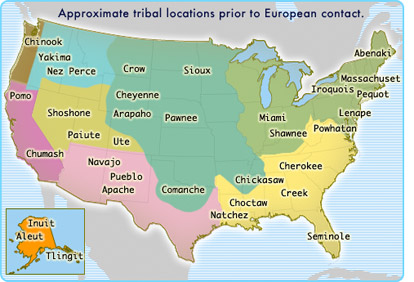 Approximate tribal locations prior to European contact.
Chinook
Yakima
Nez Perce
Crow
Sioux
Abenaki
Massachuset
Iroquois
Pequot
Pomo
Cheyenne
Shoshone
Arapaho
Pawnee
Miami
Lenape
Powhatan
Shawnee
Paiute
Ute
Chumash
Navajo
Pueblo
Apache
Cherokee
Chickasaw
Comanche
Choctaw
Creek
Natchez
Seminole
Inuit
Aleut
Tlingit